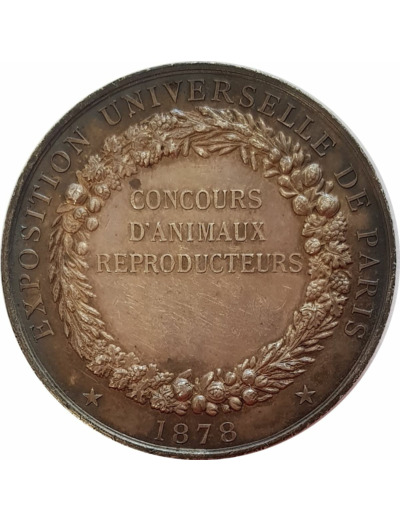 EXPOSITION UNIVERSELLE DE PARIS
CONCOURS
D'ANIMAUX
REPRODUCTEURS
1878